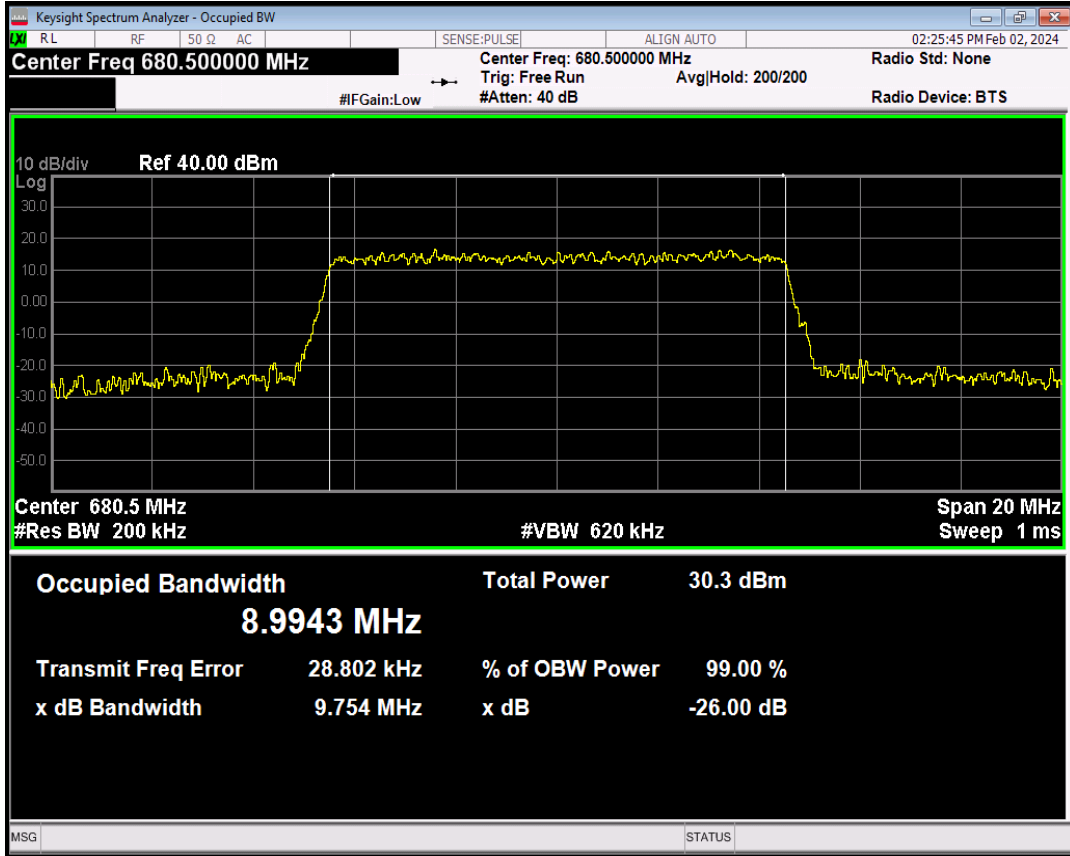 Keysight Spectrum Analyzer - Occupied BW
LXI RL RF 50 Ω AC SENSE:PULSE ALIGN AUTO 02:25:45 PM Feb 02, 2024
Center Freq 680.500000 MHz
Center Freq: 680.500000 MHz Radio Std: None
Trig: Free Run Avg|Hold: 200/200
#IFGain:Low #Atten: 40 dB Radio Device: BTS
10 dB/div Ref 40.00 dBm
Log
30.0
20.0
10.0
0.00
-10.0
-20.0
-30.0
-40.0
-50.0
Center 680.5 MHz Span 20 MHz
#Res BW 200 kHz #VBW 620 kHz Sweep 1 ms
Occupied Bandwidth Total Power 30.3 dBm
8.9943 MHz
Transmit Freq Error 28.802 kHz % of OBW Power 99.00 %
x dB Bandwidth 9.754 MHz x dB -26.00 dB
MSG STATUS